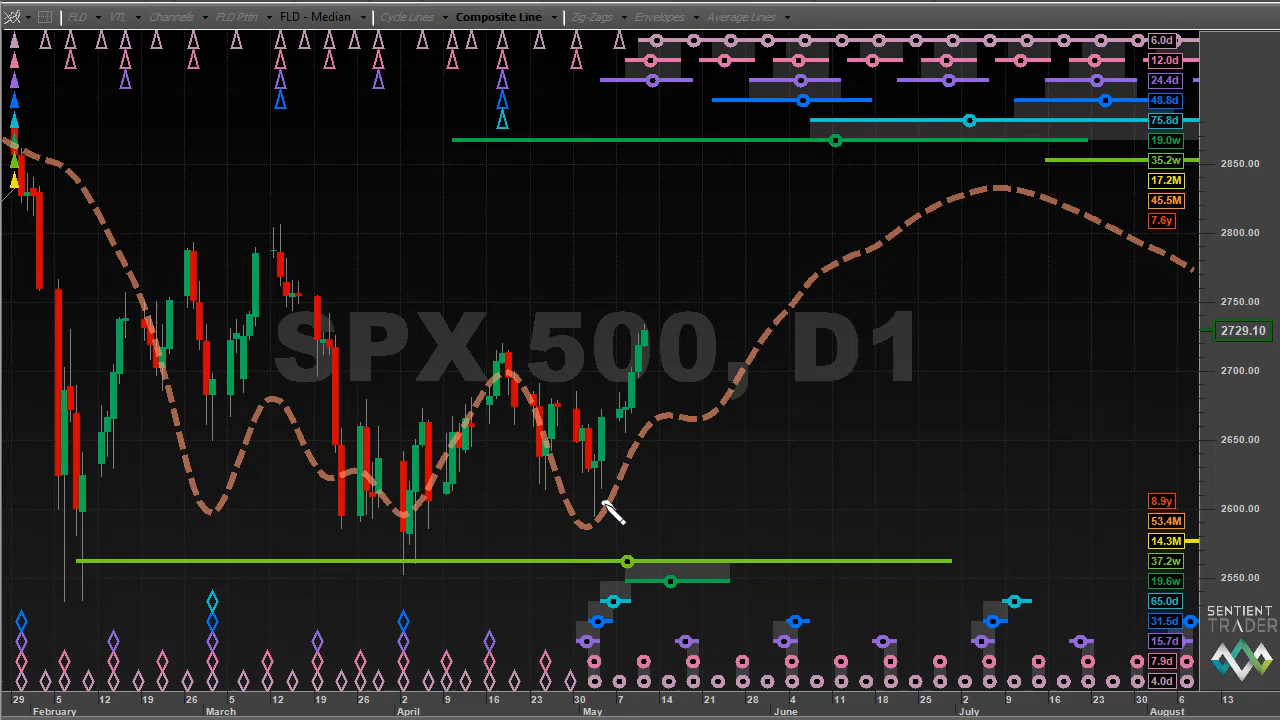 FLD VTL Channels FLD Pttn FLD - Median Cycle Lines Composite Line Zig-Zags Envelopes Average Lines
6.0d
12.0d
24.4d
48.8d
75.8d
19.0w
35.2w
17.2M
45.5M
7.6y
2850.00
2800.00
2750.00
2729.10
2700.00
2650.00
2600.00
2550.00
SPX 500, D1
8.9y
53.4M
14.3M
37.2w
19.6w
65.0d
31.5d
15.7d
7.9d
4.0d
SENTIENT
TRADER
29 5 12 19 26 5 12 19 26 2 9 16 23 30 7 14 21 28 4 11 18 25 2 9 16 23 30 6 13
February March April May June July August